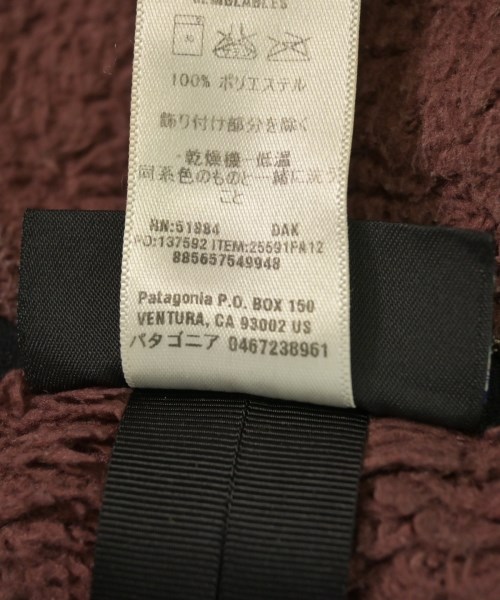 SEMBLABLES
100% ポリエステル
飾り付け部分を除く
・乾燥機-低温
同系色のものと一緒に洗う
こと
RN:51884 DAK
PO:137592 ITEM:25591FA12
885657549948
Patagonia P.O. BOX 150
VENTURA, CA 93002 US
パタゴニア 0467238961